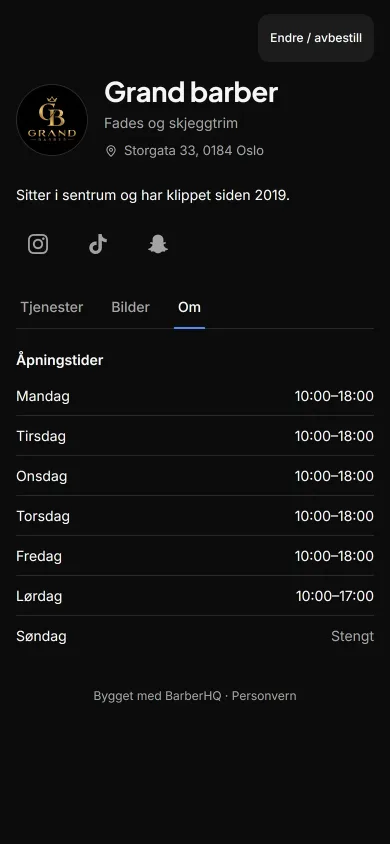 Endre / avbestill
Grand barber
GB
GRAND
BARBER
Fades og skjeggtrim
Storgata 33, 0184 Oslo
Sitter i sentrum og har klippet siden 2019.
Tjenester Bilder Om
Åpningstider
Mandag 10:00–18:00
Tirsdag 10:00–18:00
Onsdag 10:00–18:00
Torsdag 10:00–18:00
Fredag 10:00–18:00
Lørdag 10:00–17:00
Søndag Stengt
Bygget med BarberHQ · Personvern